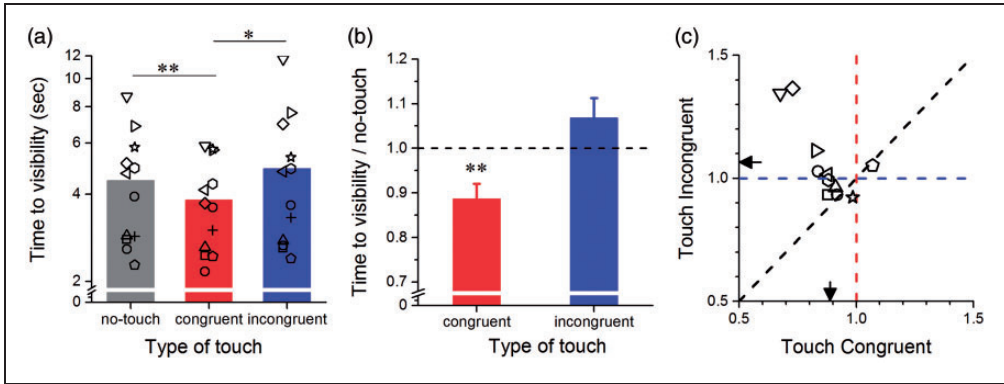 (a)
*
**
12
10
8
6
4
2
0
Time to visibility (sec)
no-touch congruent incongruent
Type of touch
(b)
1.1
1.0
0.9
0.8
0.7
0
Time to visibility / no-touch
**
congruent incongruent
Type of touch
(c)
1.5
1.0
0.5
Touch Incongruent
0.5 1.0 1.5
Touch Congruent